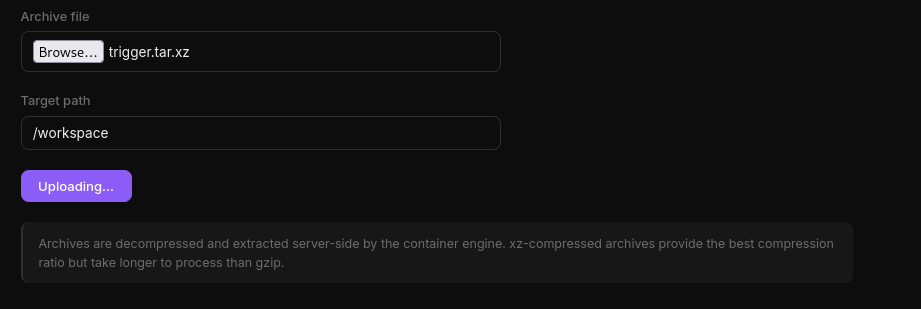 Archive file
Browse... trigger.tar.xz
Target path
/workspace
Uploading...
Archives are decompressed and extracted server-side by the container engine. xz-compressed archives provide the best compression
ratio but take longer to process than gzip.